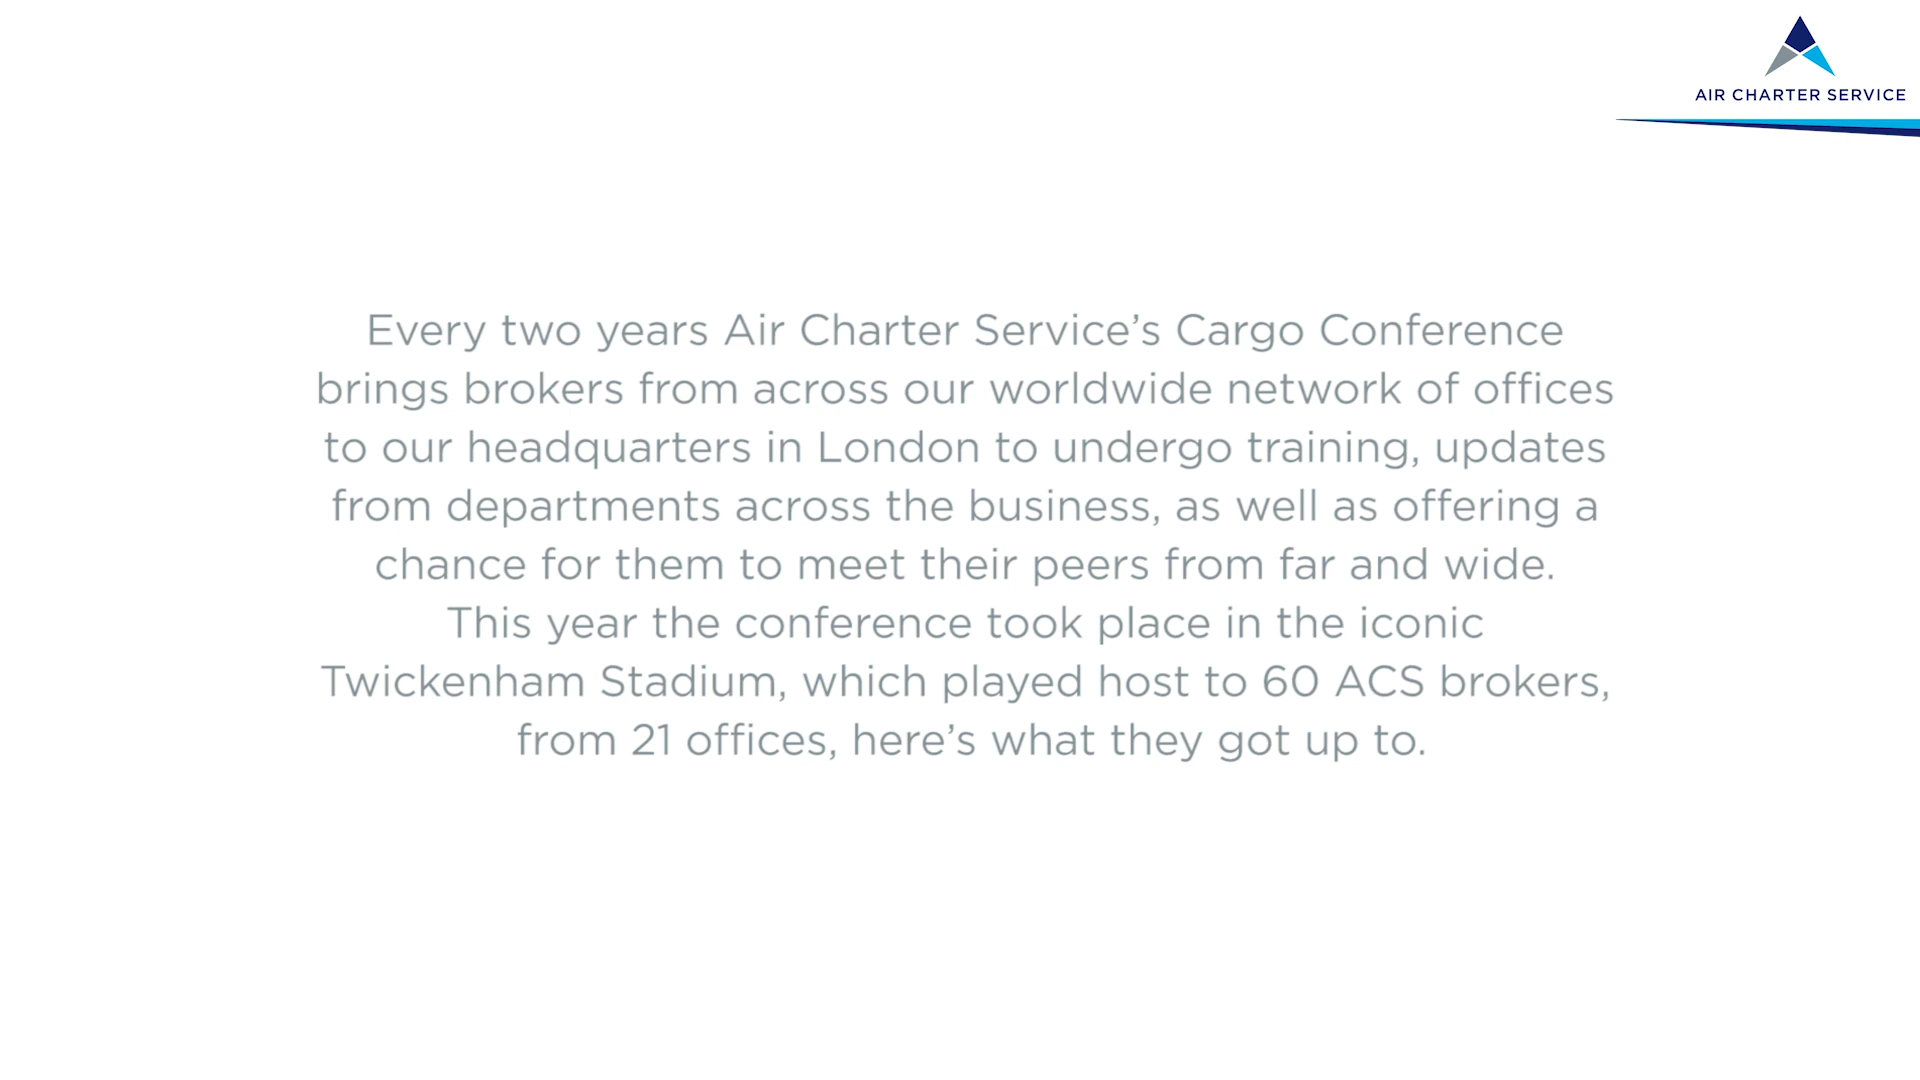 AIR CHARTER SERVICE
Every two years Air Charter Service’s Cargo Conference
brings brokers from across our worldwide network of offices
to our headquarters in London to undergo training, updates
from departments across the business, as well as offering a
chance for them to meet their peers from far and wide.
This year the conference took place in the iconic
Twickenham Stadium, which played host to 60 ACS brokers,
from 21 offices, here’s what they got up to.